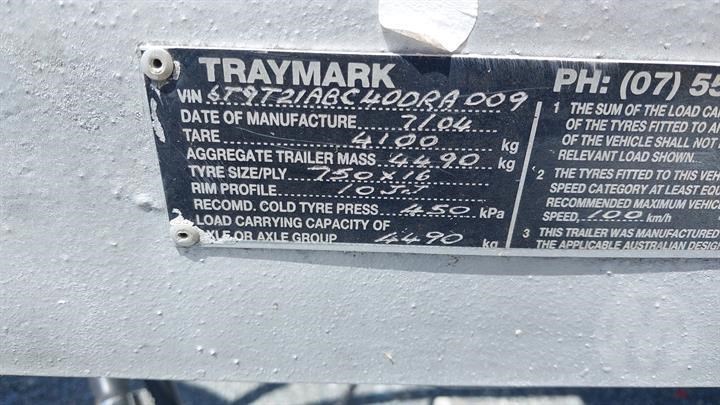 TRAYMARK
VIN 6T9T21ABC40DRA009
DATE OF MANUFACTURE 7/04
TARE 4100 kg
AGGREGATE TRAILER MASS 4490 kg
TYRE SIZE/PLY 750X16
RIM PROFILE 10JJ
RECOMD. COLD TYRE PRESS 450 kPa
LOAD CARRYING CAPACITY OF
AXLE OR AXLE GROUP 4490 kg
PH: (07) 55
1 THE SUM OF THE LOAD CA
OF THE TYRES FITTED TO A
OF THE VEHICLE SHALL NOT
RELEVANT LOAD SHOWN.
2 THE TYRES FITTED TO THIS VEH
SPEED CATEGORY AT LEAST EQU
RECOMMENDED MAXIMUM VEHIC
SPEED, 100 km/h
3 THIS TRAILER WAS MANUFACTURED
THE APPLICABLE AUSTRALIAN DESIG